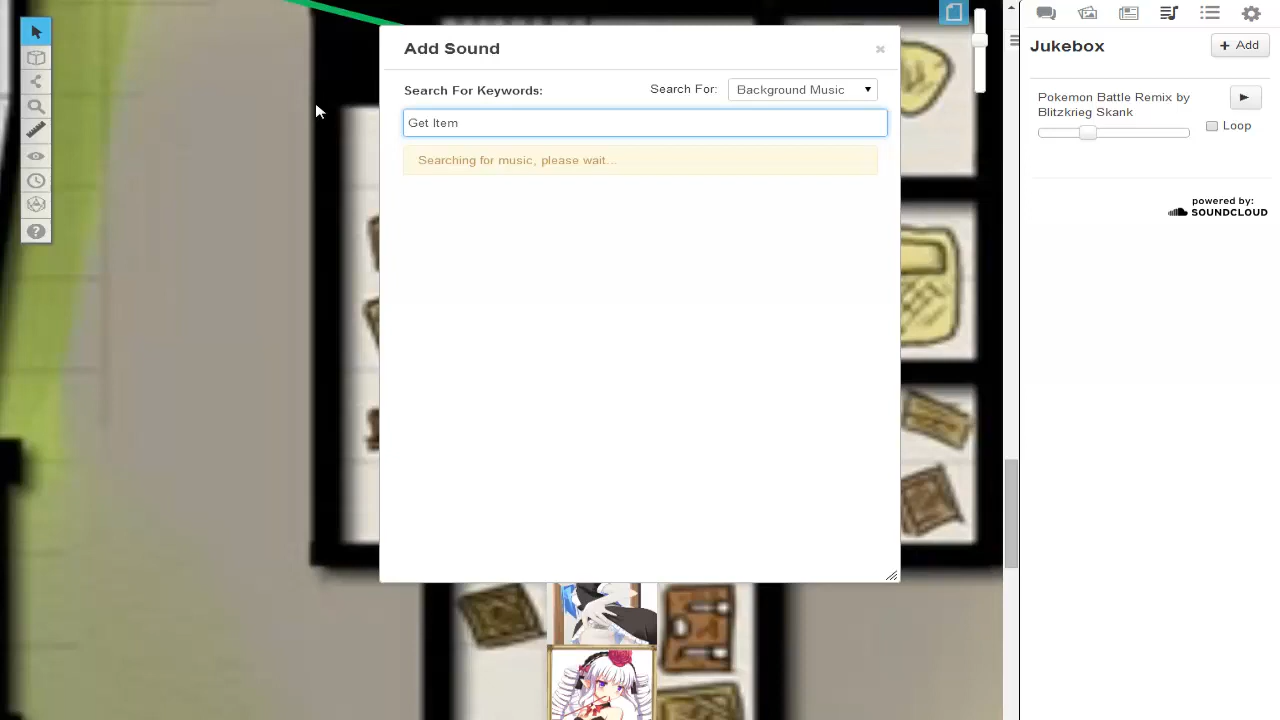 Add Sound
×
Search For Keywords:
Search For:
Background Music
Get Item
Searching for music, please wait...
Jukebox
+ Add
Pokemon Battle Remix by
Blitzkrieg Skank
Loop
powered by:
SOUNDCLOUD
?